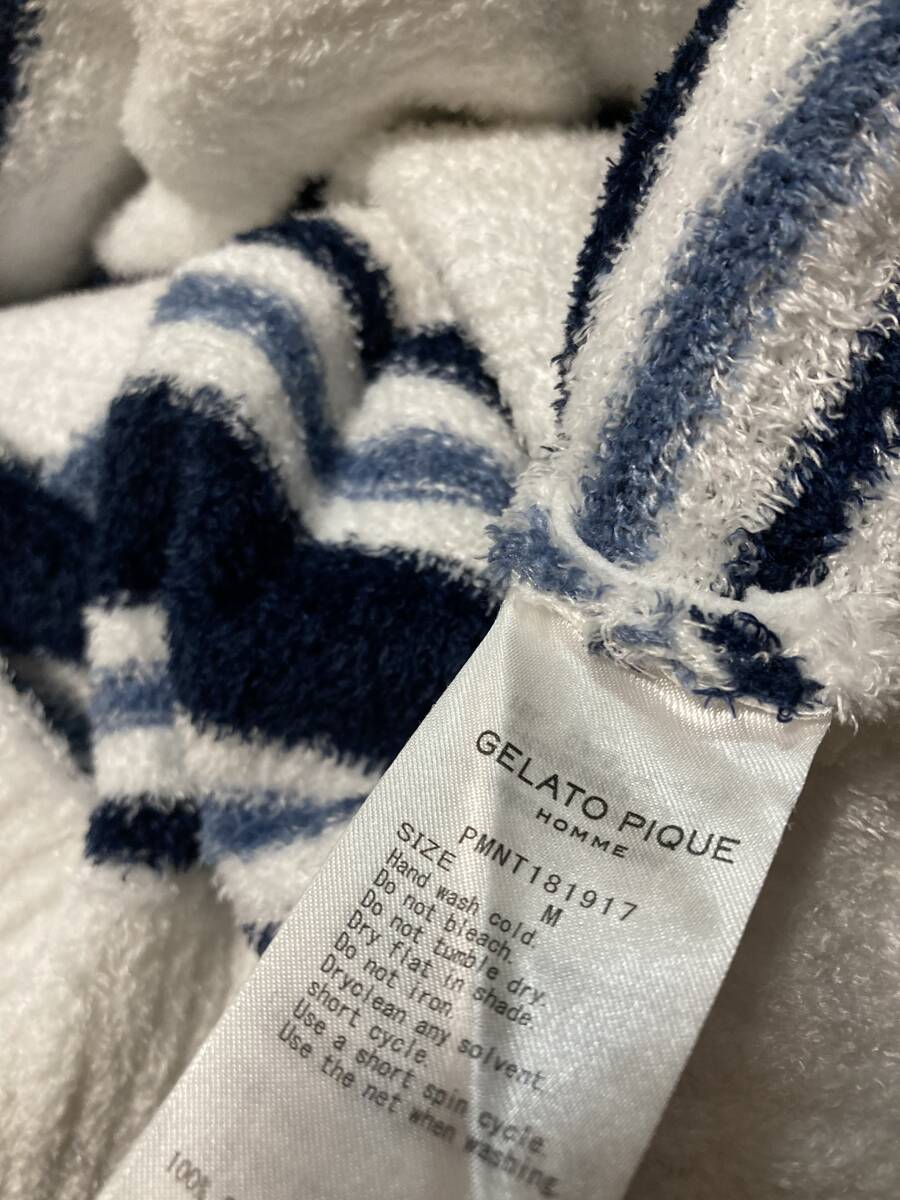 GELATO PIQUE
HOMME
PMNT181917
SIZE M
Hand wash cold.
Do not bleach.
Do not tumble dry.
Dry flat in shade.
Do not iron.
Dryclean any solvent
short cycle.
Use a short spin cycle.
Use the net when washing
100%